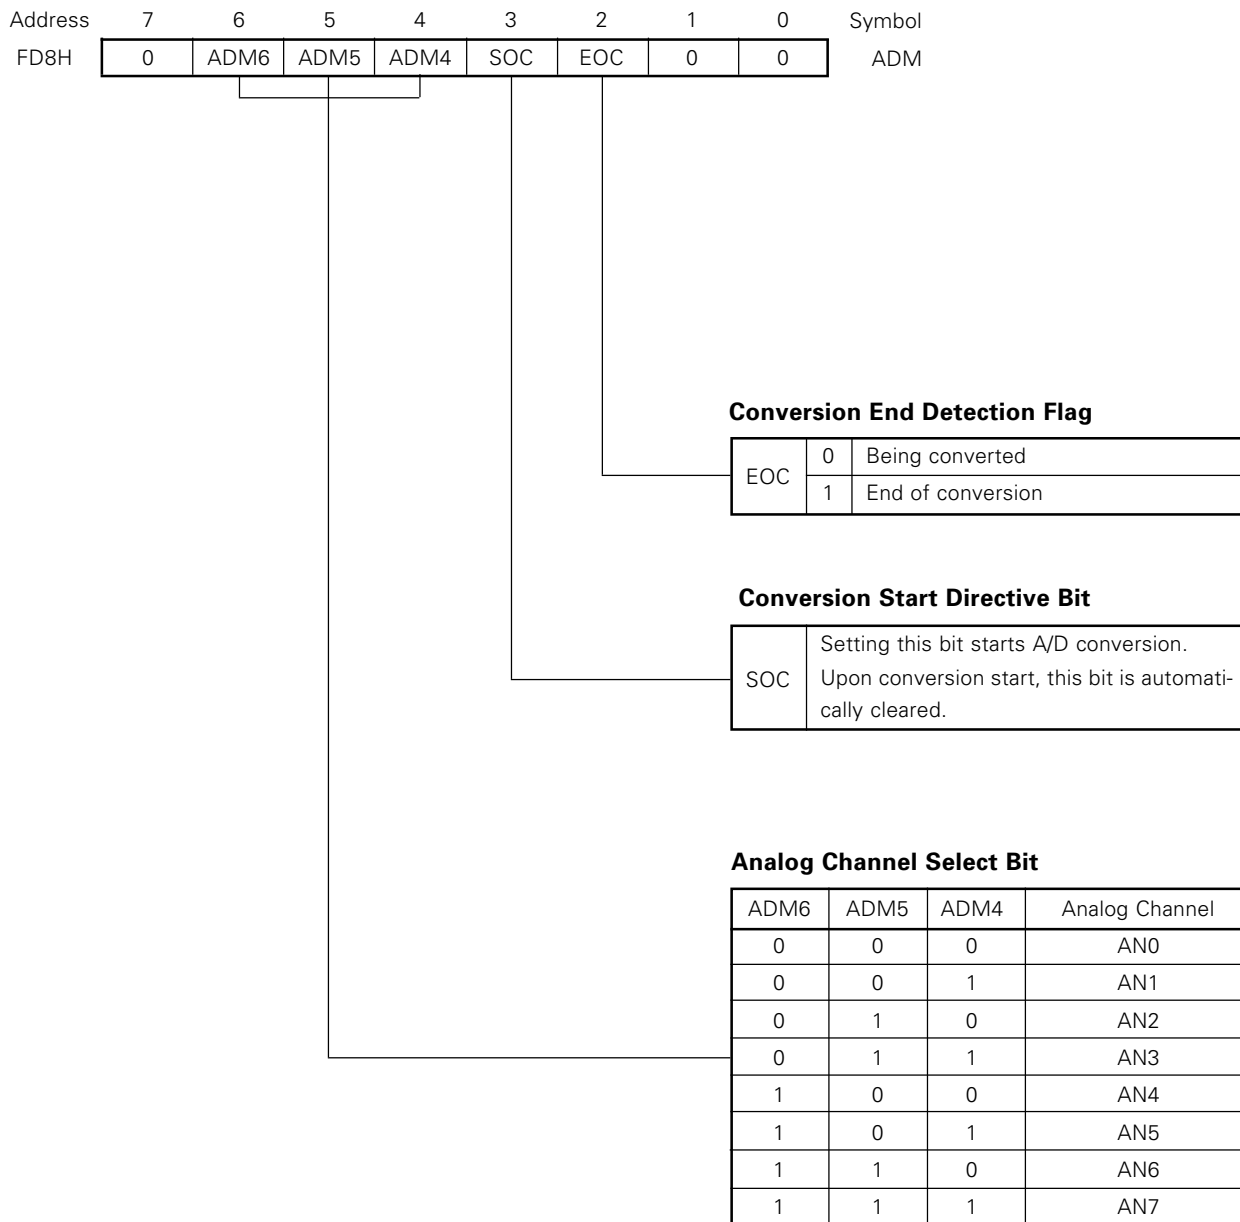 Address 7 6 5 4 3 2 1 0 Symbol
FD8H 0 ADM6 ADM5 ADM4 SOC EOC 0 0 ADM
Conversion End Detection Flag
EOC
0 Being converted
1 End of conversion
Conversion Start Directive Bit
SOC
Setting this bit starts A/D conversion.
Upon conversion start, this bit is automati-
cally cleared.
Analog Channel Select Bit
ADM6 ADM5 ADM4 Analog Channel
0 0 0 AN0
0 0 1 AN1
0 1 0 AN2
0 1 1 AN3
1 0 0 AN4
1 0 1 AN5
1 1 0 AN6
1 1 1 AN7